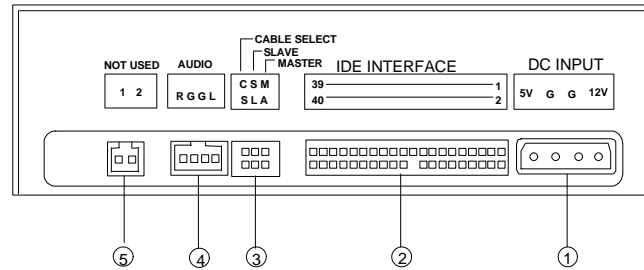 CABLE SELECT
SLAVE
MASTER
NOT USED
AUDIO
IDE INTERFACE
DC INPUT
1 2
R G G L
C S M
S L A
39 1
40 2
5V G G 12V
5 4 3 2 1